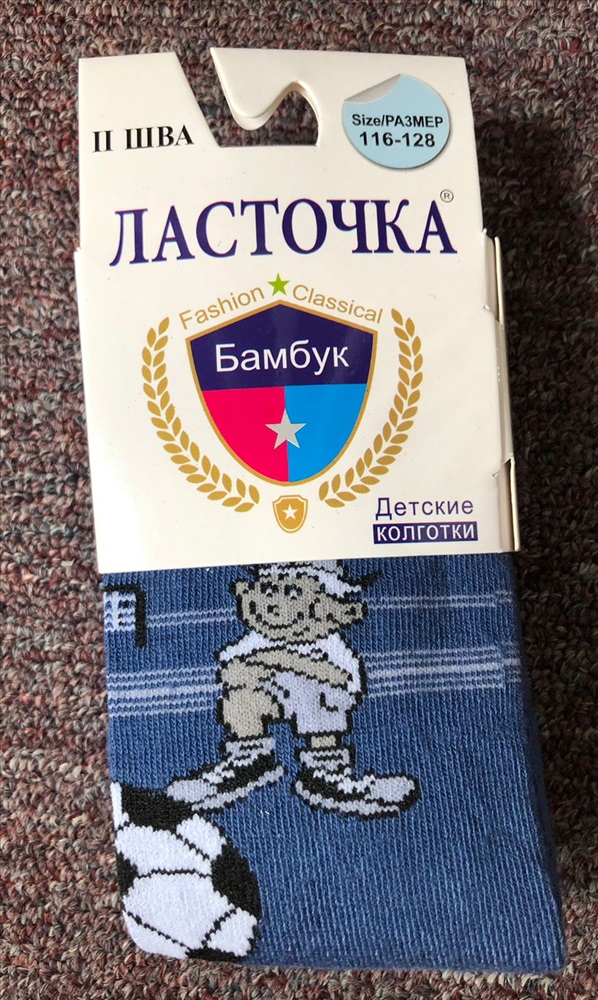 II ШВА
Size/РАЗМЕР
116-128
ЛАСТОЧКА®
Fashion ★ Classical
Бамбук
Детские
КОЛГОТКИ